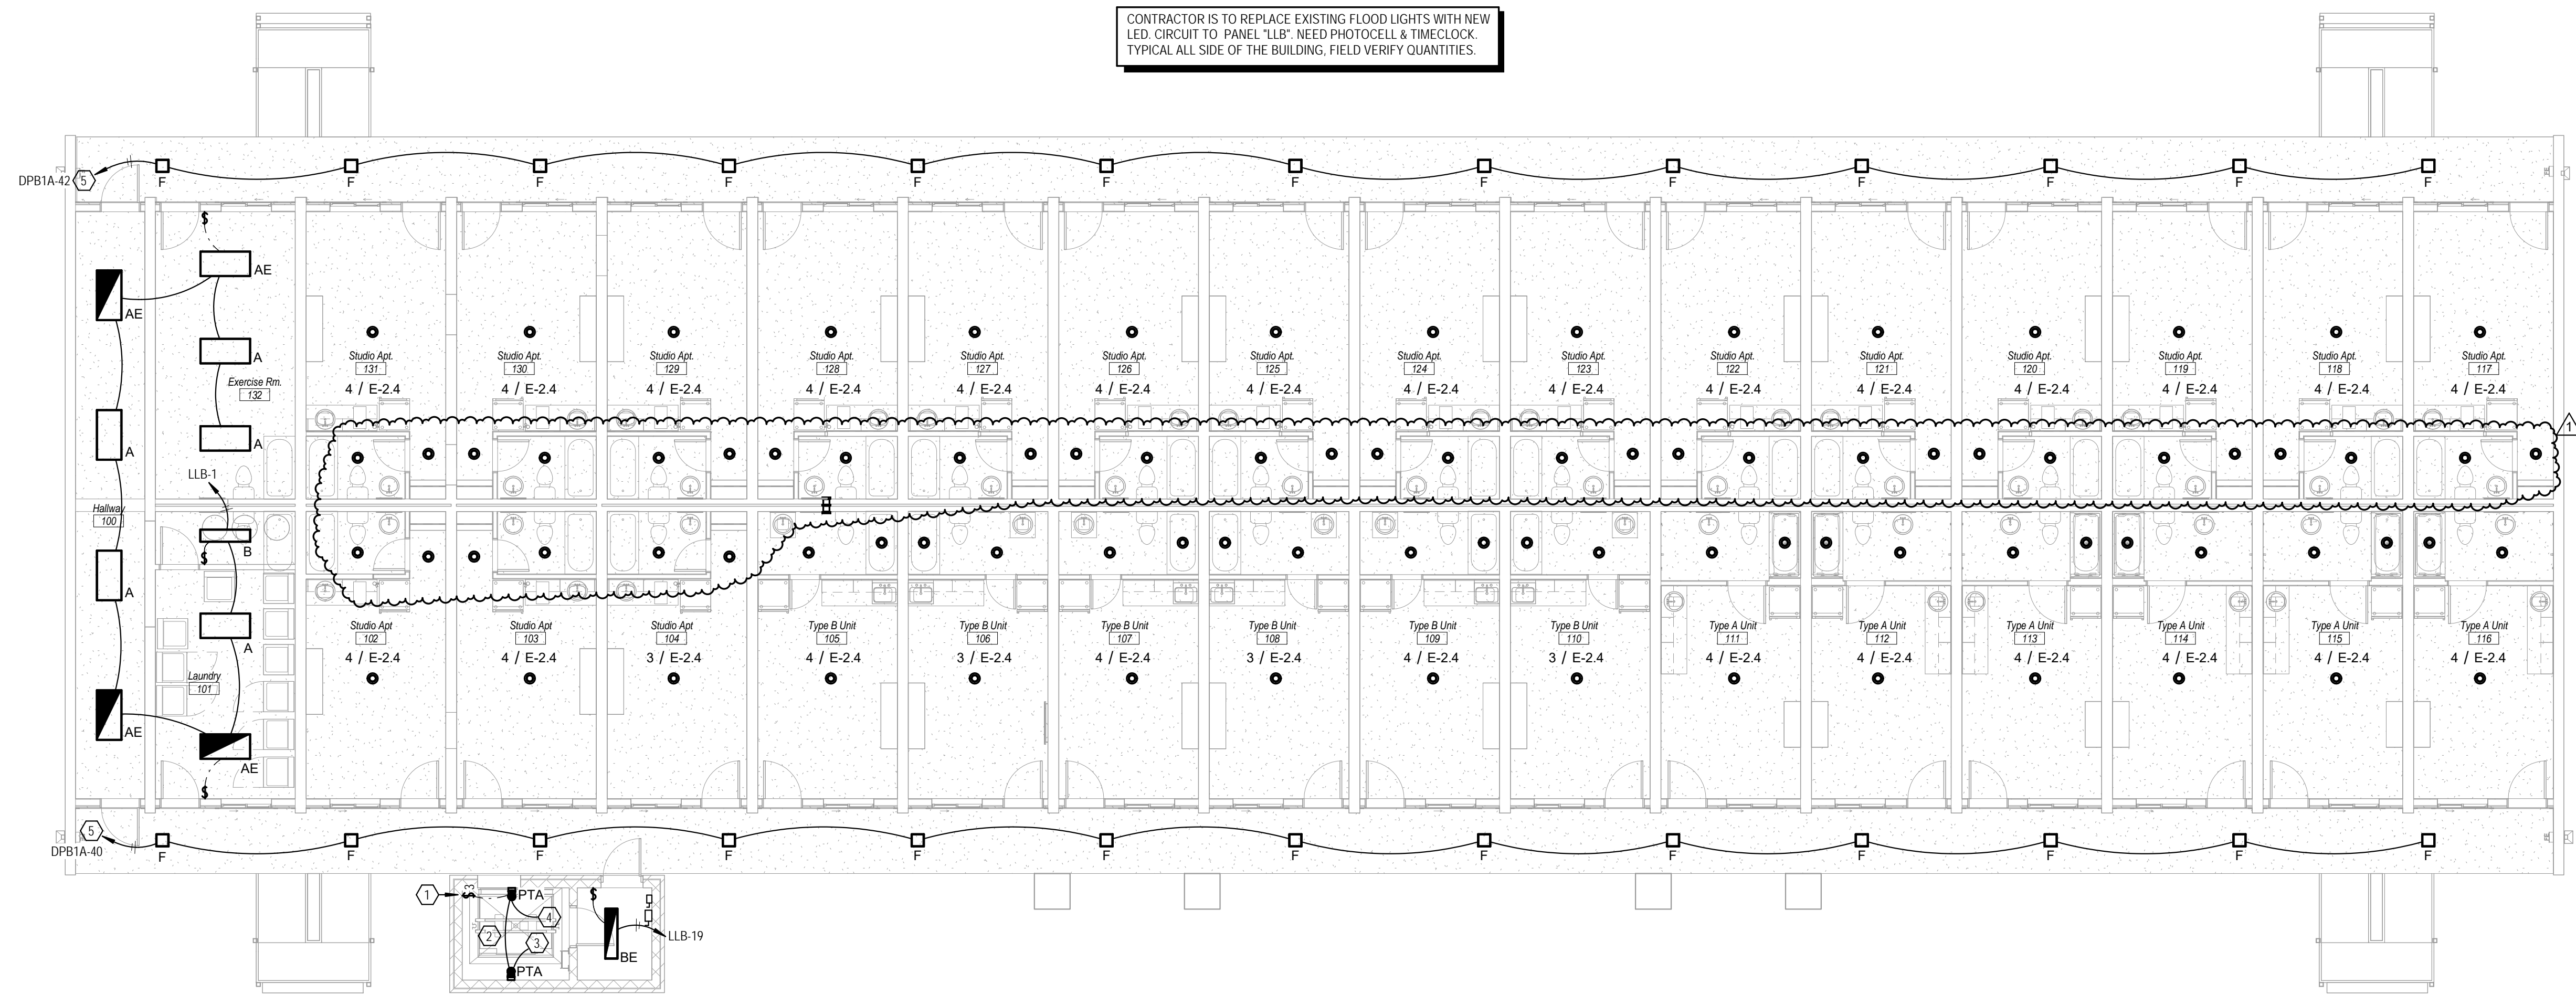 CONTRACTOR IS TO REPLACE EXISTING FLOOD LIGHTS WITH NEW
LED. CIRCUIT TO PANEL "LLB". NEED PHOTOCELL & TIMECLOCK.
TYPICAL ALL SIDE OF THE BUILDING, FIELD VERIFY QUANTITIES.
DPB1A-42 5
F F F F F F F F F F F F F
$
AE
AE
A
Exercise Rm.
132
A
A
LLB-1
Hallway
100
B
$
A
A
Laundry
101
AE
AE
$
Studio Apt. Studio Apt. Studio Apt. Studio Apt. Studio Apt. Studio Apt. Studio Apt. Studio Apt. Studio Apt. Studio Apt. Studio Apt. Studio Apt. Studio Apt. Studio Apt. Studio Apt.
131 130 129 128 127 126 125 124 123 122 121 120 119 118 117
4 / E-2.4 4 / E-2.4 4 / E-2.4 4 / E-2.4 4 / E-2.4 4 / E-2.4 4 / E-2.4 4 / E-2.4 4 / E-2.4 4 / E-2.4 4 / E-2.4 4 / E-2.4 4 / E-2.4 4 / E-2.4 4 / E-2.4
1
Studio Apt Studio Apt Studio Apt Type B Unit Type B Unit Type B Unit Type B Unit Type B Unit Type B Unit Type A Unit Type A Unit Type A Unit Type A Unit Type A Unit Type A Unit
102 103 104 105 106 107 108 109 110 111 112 113 114 115 116
4 / E-2.4 4 / E-2.4 3 / E-2.4 4 / E-2.4 3 / E-2.4 4 / E-2.4 3 / E-2.4 4 / E-2.4 3 / E-2.4 4 / E-2.4 4 / E-2.4 4 / E-2.4 4 / E-2.4 4 / E-2.4 4 / E-2.4
5
DPB1A-40
F F F F F F F F F F F F F
1
$3
PTA
$
4
2
3
LLB-19
BE
PTA